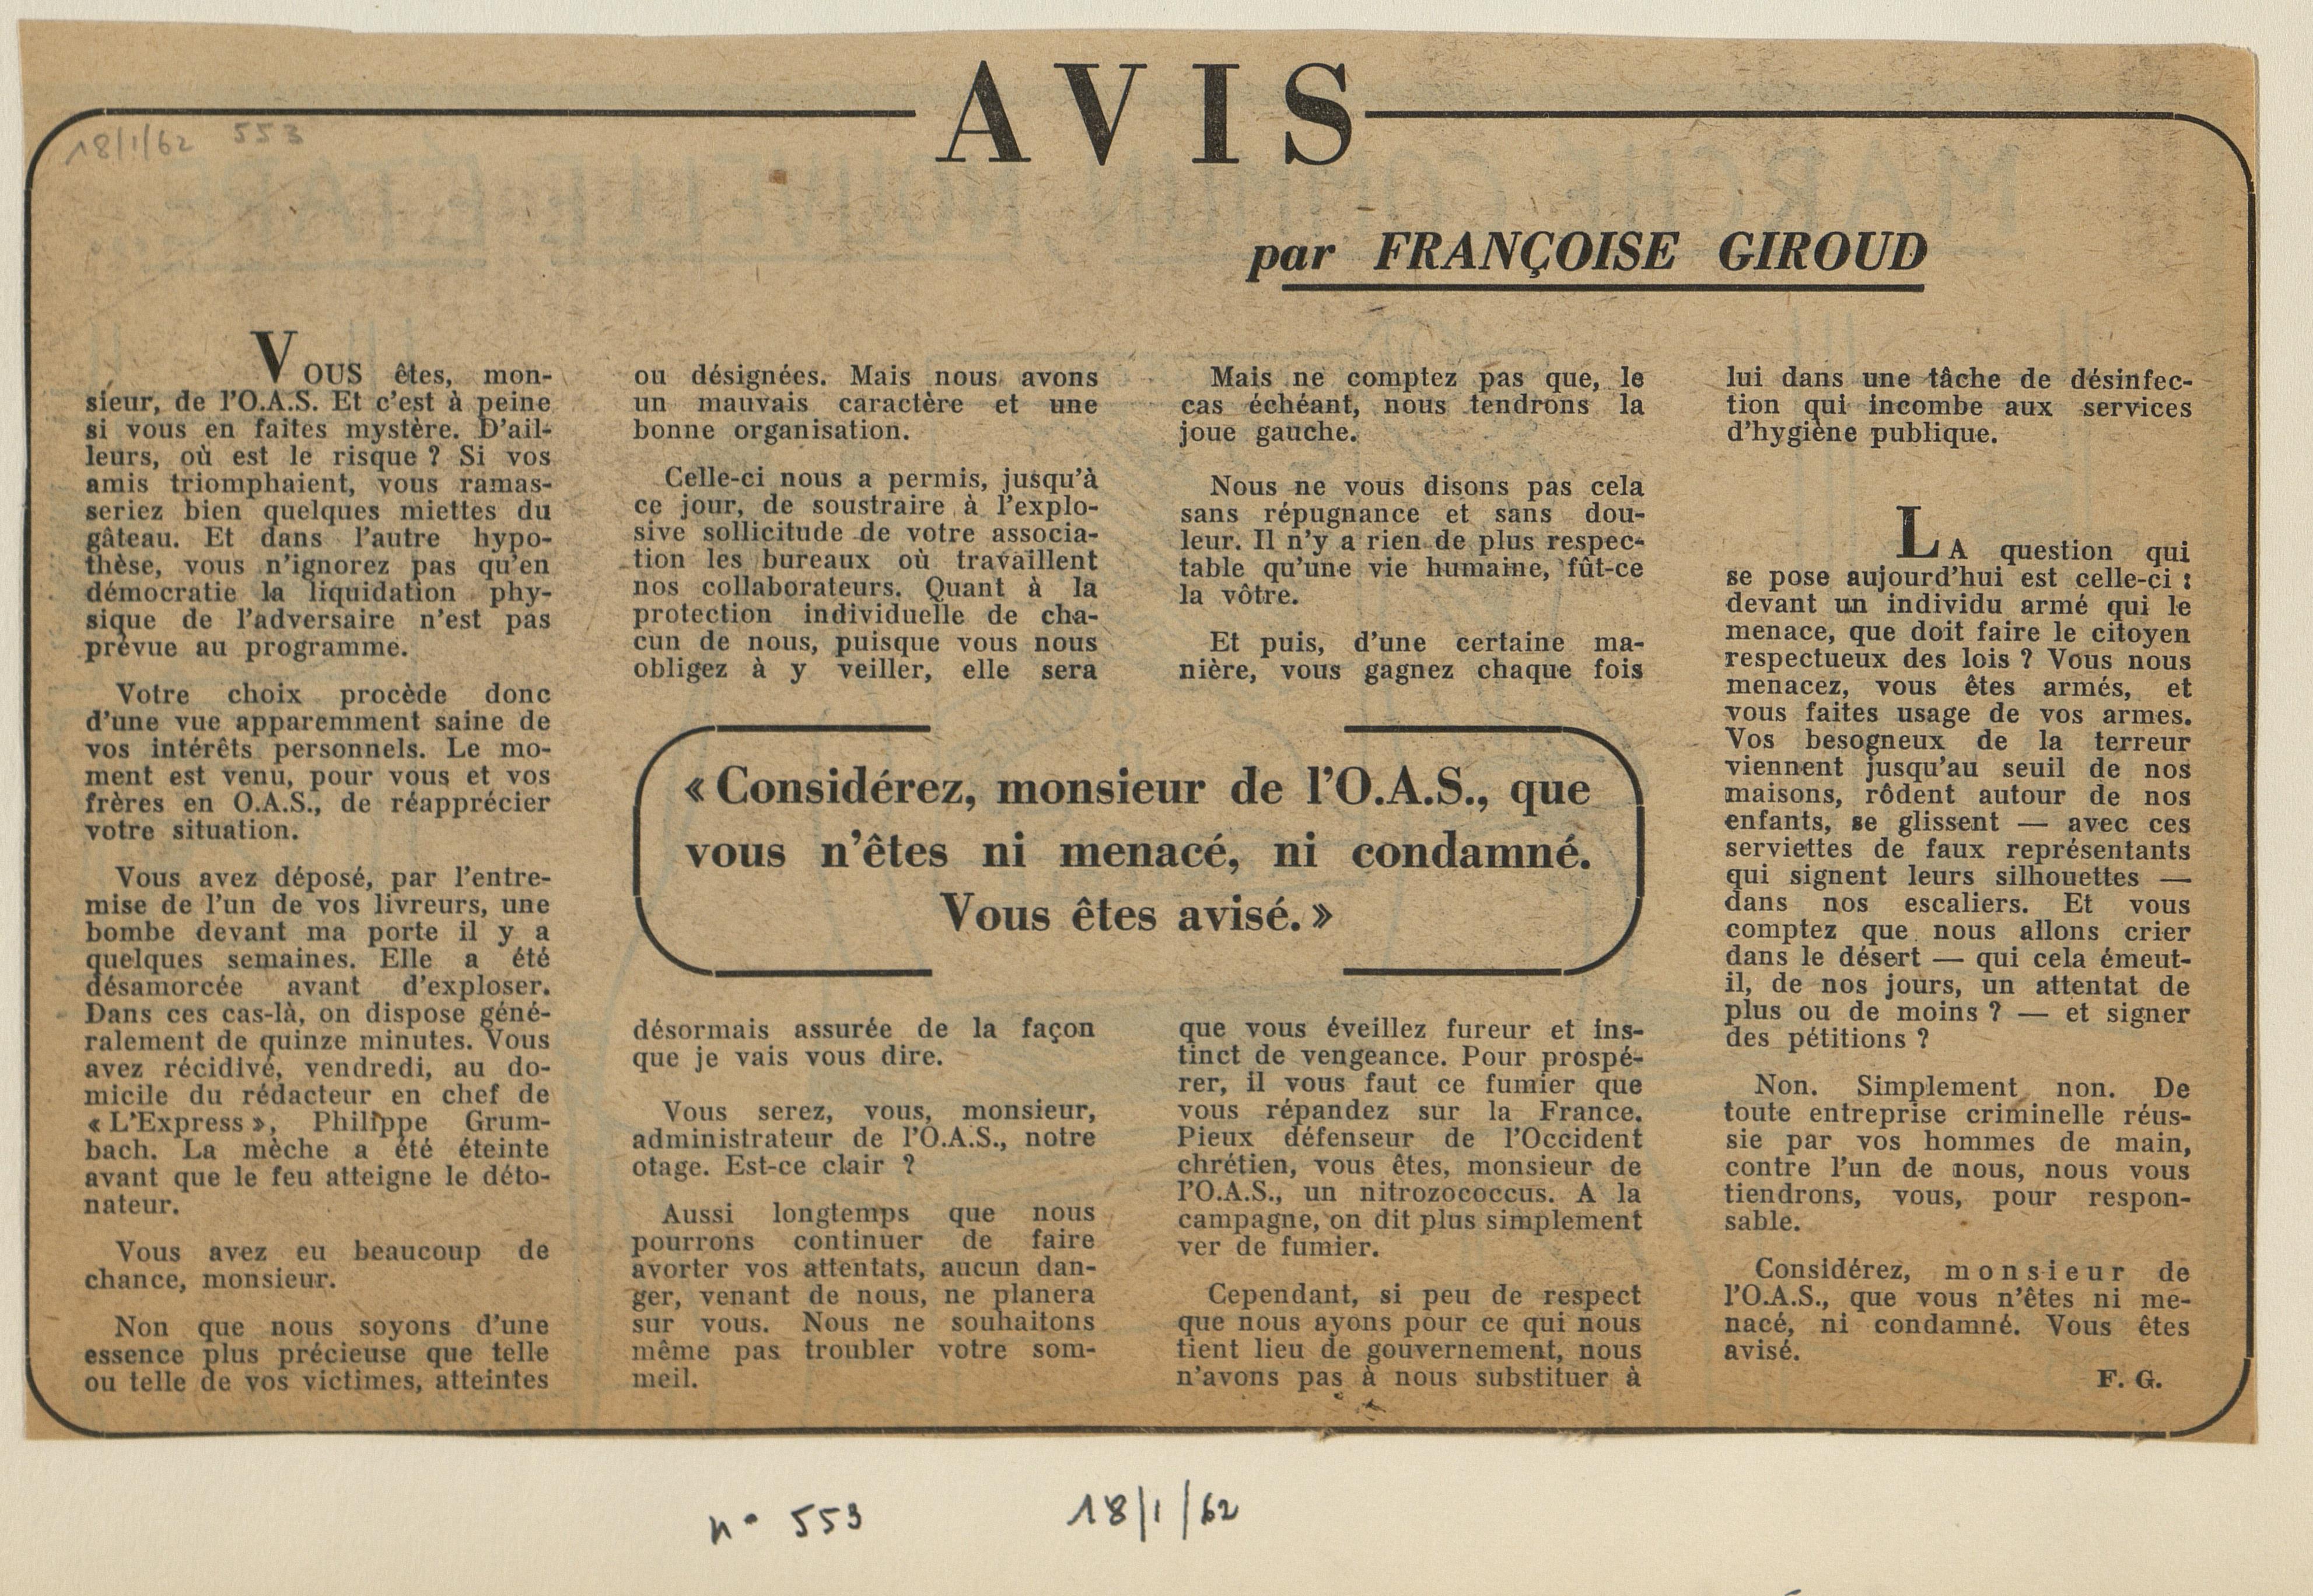 AVIS
18/1/62 553
par FRANÇOISE GIROUD
VOUS êtes, mon-
sieur, de l'O.A.S. Et c'est à peine
si vous en faites mystère. D'ail-
leurs, où est le risque ? Si vos
amis triomphaient, vous ramas-
seriez bien quelques miettes du
gâteau. Et dans l'autre hypo-
thèse, vous n'ignorez pas qu'en
démocratie la liquidation phy-
sique de l'adversaire n'est pas
prévue au programme.
Votre choix procède donc
d'une vue apparemment saine de
vos intérêts personnels. Le mo-
ment est venu, pour vous et vos
frères en O.A.S., de réapprécier
votre situation.
Vous avez déposé, par l'entre-
mise de l'un de vos livreurs, une
bombe devant ma porte il y a
quelques semaines. Elle a été
désamorcée avant d'exploser.
Dans ces cas-là, on dispose géné-
ralement de quinze minutes. Vous
avez récidivé, vendredi, au do-
micile du rédacteur en chef de
« L'Express », Philippe Grum-
bach. La mèche a été éteinte
avant que le feu atteigne le déto-
nateur.
Vous avez eu beaucoup de
chance, monsieur.
Non que nous soyons d'une
essence plus précieuse que telle
ou telle de vos victimes, atteintes
ou désignées. Mais nous avons
un mauvais caractère et une
bonne organisation.
Celle-ci nous a permis, jusqu'à
ce jour, de soustraire à l'explo-
sive sollicitude de votre associa-
tion les bureaux où travaillent
nos collaborateurs. Quant à la
protection individuelle de cha-
cun de nous, puisque vous nous
obligez à y veiller, elle sera
désormais assurée de la façon
que je vais vous dire.
Vous serez, vous, monsieur,
administrateur de l'O.A.S., notre
otage. Est-ce clair ?
Aussi longtemps que nous
pourrons continuer de faire
avorter vos attentats, aucun dan-
ger, venant de nous, ne planera
sur vous. Nous ne souhaitons
même pas troubler votre som-
meil.
« Considérez, monsieur de l'O.A.S., que
vous n'êtes ni menacé, ni condamné.
Vous êtes avisé. »
Mais ne comptez pas que, le
cas échéant, nous tendrons la
joue gauche.
Nous ne vous disons pas cela
sans répugnance et sans dou-
leur. Il n'y a rien de plus respec-
table qu'une vie humaine, fût-ce
la vôtre.
Et puis, d'une certaine ma-
nière, vous gagnez chaque fois
que vous éveillez fureur et ins-
tinct de vengeance. Pour prospé-
rer, il vous faut ce fumier que
vous répandez sur la France.
Pieux défenseur de l'Occident
chrétien, vous êtes, monsieur de
l'O.A.S., un nitrozococcus. A la
campagne, on dit plus simplement
ver de fumier.
Cependant, si peu de respect
que nous ayons pour ce qui nous
tient lieu de gouvernement, nous
n'avons pas à nous substituer à
lui dans une tâche de désinfec-
tion qui incombe aux services
d'hygiène publique.
LA question qui
se pose aujourd'hui est celle-ci :
devant un individu armé qui le
menace, que doit faire le citoyen
respectueux des lois ? Vous nous
menacez, vous êtes armés, et
vous faites usage de vos armes.
Vos besogneux de la terreur
viennent jusqu'au seuil de nos
maisons, rôdent autour de nos
enfants, se glissent — avec ces
serviettes de faux représentants
qui signent leurs silhouettes —
dans nos escaliers. Et vous
comptez que nous allons crier
dans le désert — qui cela émeut-
il, de nos jours, un attentat de
plus ou de moins ? — et signer
des pétitions ?
Non. Simplement non. De
toute entreprise criminelle réus-
sie par vos hommes de main,
contre l'un de nous, nous vous
tiendrons, vous, pour respon-
sable.
Considérez, monsieur de
l'O.A.S., que vous n'êtes ni me-
nacé, ni condamné. Vous êtes
avisé.
F. G.
n° 553 18/1/62